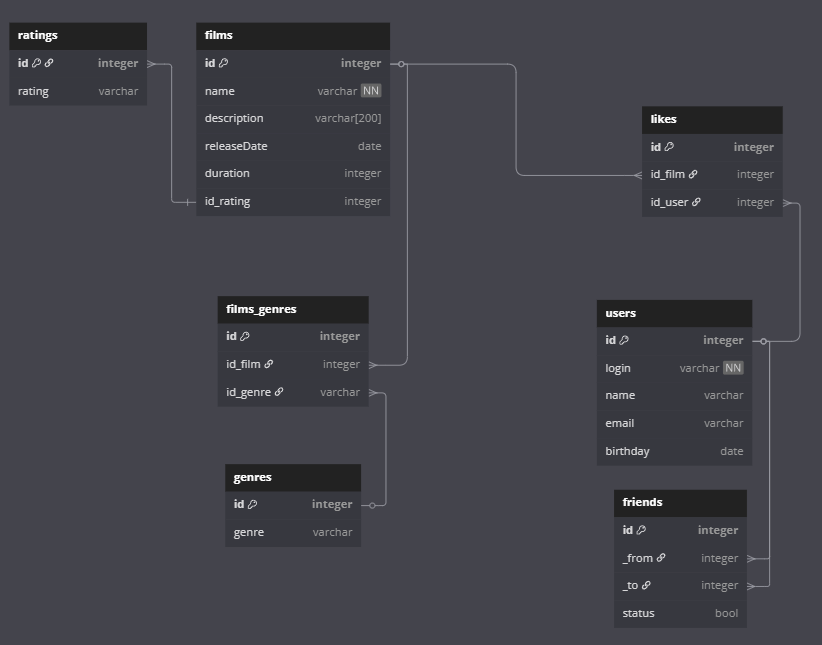 ratings
id integer
rating varchar
films
id integer
name varchar NN
description varchar[200]
releaseDate date
duration integer
id_rating integer
likes
id integer
id_film integer
id_user integer
films_genres
id integer
id_film integer
id_genre varchar
users
id integer
login varchar NN
name varchar
email varchar
birthday date
genres
id integer
genre varchar
friends
id integer
_from integer
_to integer
status bool